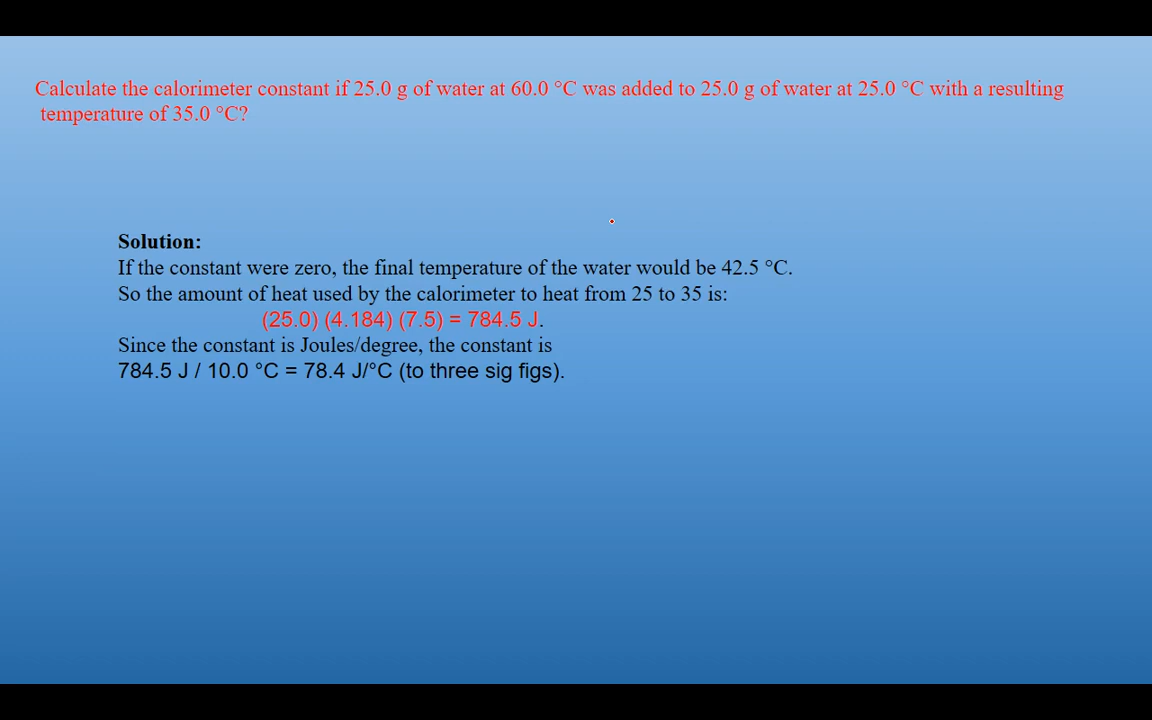 Calculate the calorimeter constant if 25.0 g of water at 60.0 °C was added to 25.0 g of water at 25.0 °C with a resulting
temperature of 35.0 °C?
Solution:
If the constant were zero, the final temperature of the water would be 42.5 °C.
So the amount of heat used by the calorimeter to heat from 25 to 35 is:
(25.0) (4.184) (7.5) = 784.5 J.
Since the constant is Joules/degree, the constant is
784.5 J / 10.0 °C = 78.4 J/°C (to three sig figs).